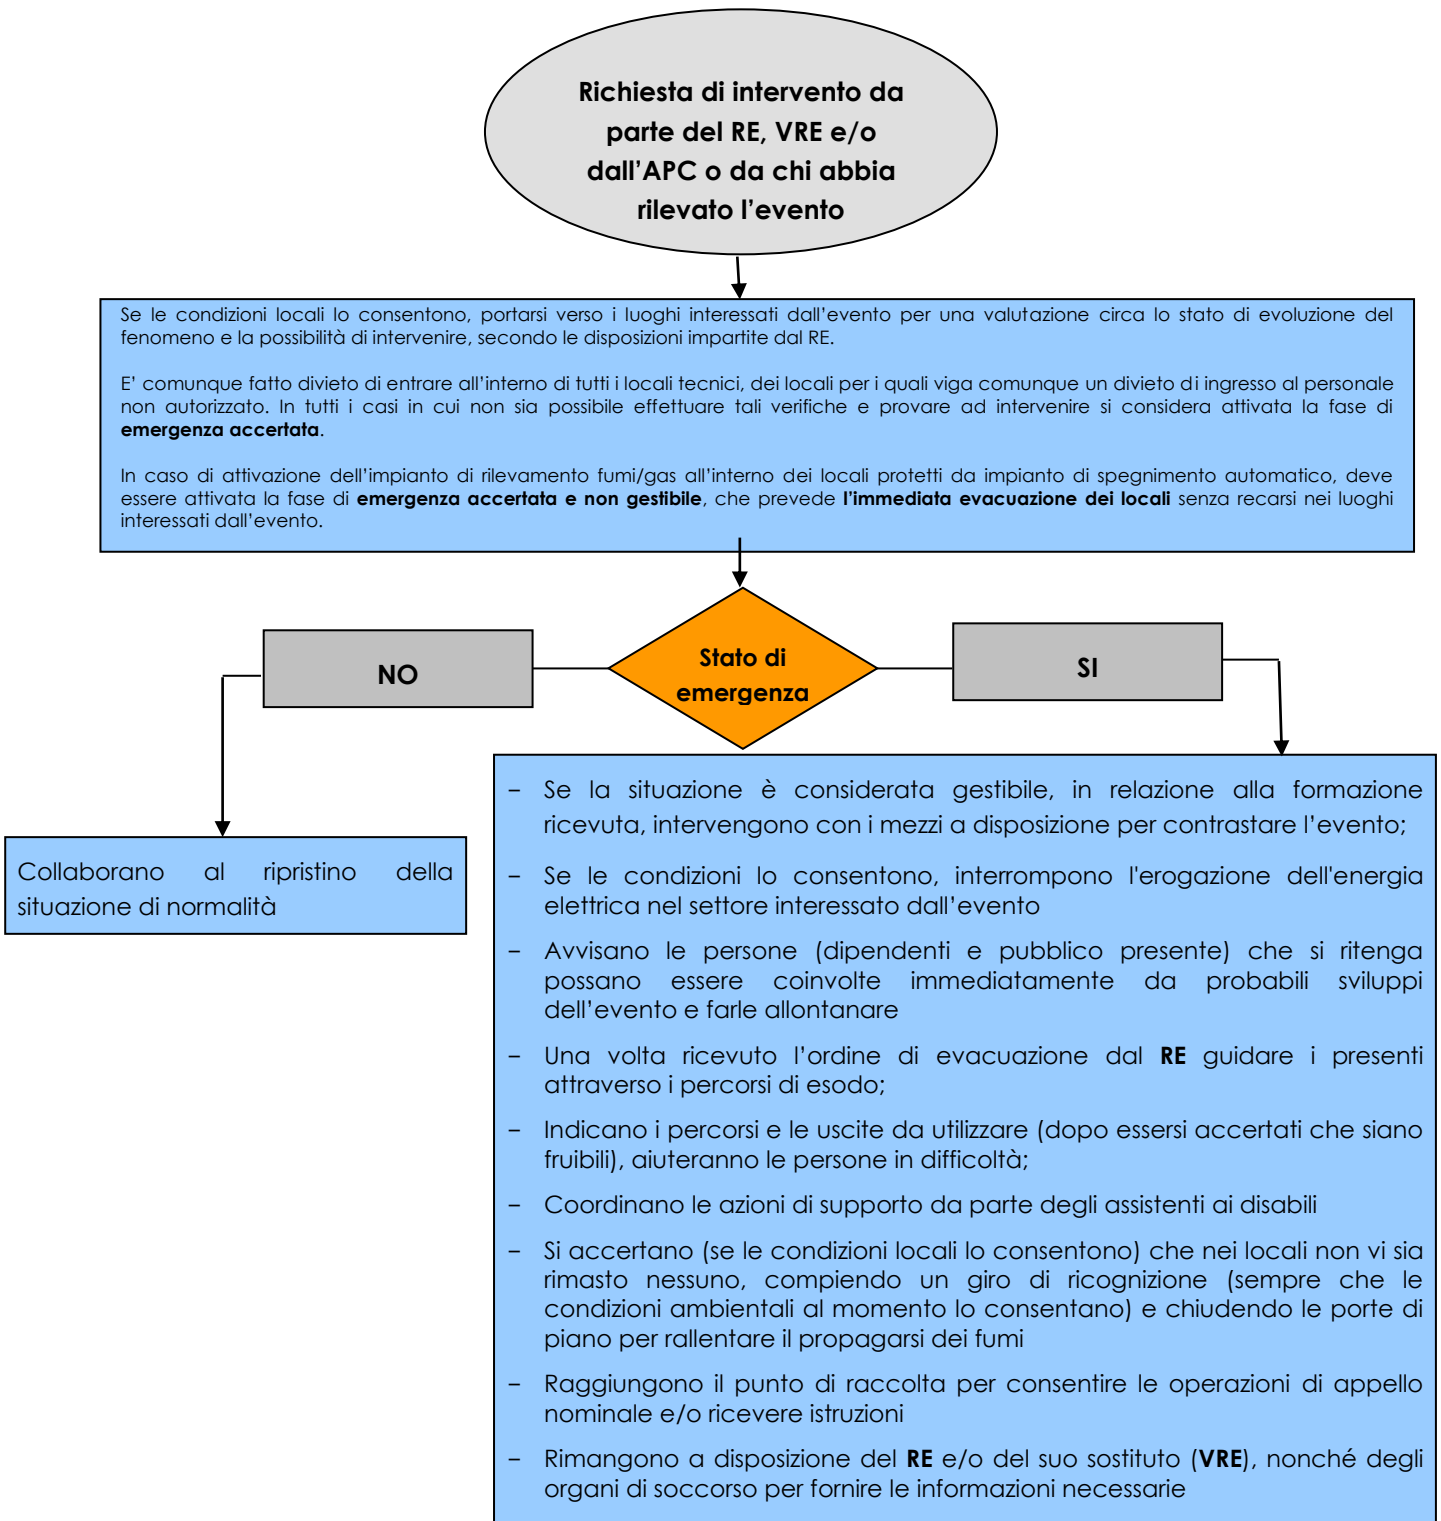 Richiesta di intervento da
parte del RE, VRE e/o
dall’APC o da chi abbia
rilevato l’evento
Se le condizioni locali lo consentono, portarsi verso i luoghi interessati dall’evento per una valutazione circa lo stato di evoluzione del
fenomeno e la possibilità di intervenire, secondo le disposizioni impartite dal RE.
E’ comunque fatto divieto di entrare all’interno di tutti i locali tecnici, dei locali per i quali viga comunque un divieto di ingresso al personale
non autorizzato. In tutti i casi in cui non sia possibile effettuare tali verifiche e provare ad intervenire si considera attivata la fase di
emergenza accertata.
In caso di attivazione dell’impianto di rilevamento fumi/gas all’interno dei locali protetti da impianto di spegnimento automatico, deve
essere attivata la fase di emergenza accertata e non gestibile, che prevede l’immediata evacuazione dei locali senza recarsi nei luoghi
interessati dall’evento.
NO
Stato di
emergenza
SI
Collaborano al ripristino della
situazione di normalità
- Se la situazione è considerata gestibile, in relazione alla formazione
ricevuta, intervengono con i mezzi a disposizione per contrastare l’evento;
- Se le condizioni lo consentono, interrompono l'erogazione dell'energia
elettrica nel settore interessato dall’evento
- Avvisano le persone (dipendenti e pubblico presente) che si ritenga
possano essere coinvolte immediatamente da probabili sviluppi
dell’evento e farle allontanare
- Una volta ricevuto l’ordine di evacuazione dal RE guidare i presenti
attraverso i percorsi di esodo;
- Indicano i percorsi e le uscite da utilizzare (dopo essersi accertati che siano
fruibili), aiuteranno le persone in difficoltà;
- Coordinano le azioni di supporto da parte degli assistenti ai disabili
- Si accertano (se le condizioni locali lo consentono) che nei locali non vi sia
rimasto nessuno, compiendo un giro di ricognizione (sempre che le
condizioni ambientali al momento lo consentano) e chiudendo le porte di
piano per rallentare il propagarsi dei fumi
- Raggiungono il punto di raccolta per consentire le operazioni di appello
nominale e/o ricevere istruzioni
- Rimangono a disposizione del RE e/o del suo sostituto (VRE), nonché degli
organi di soccorso per fornire le informazioni necessarie